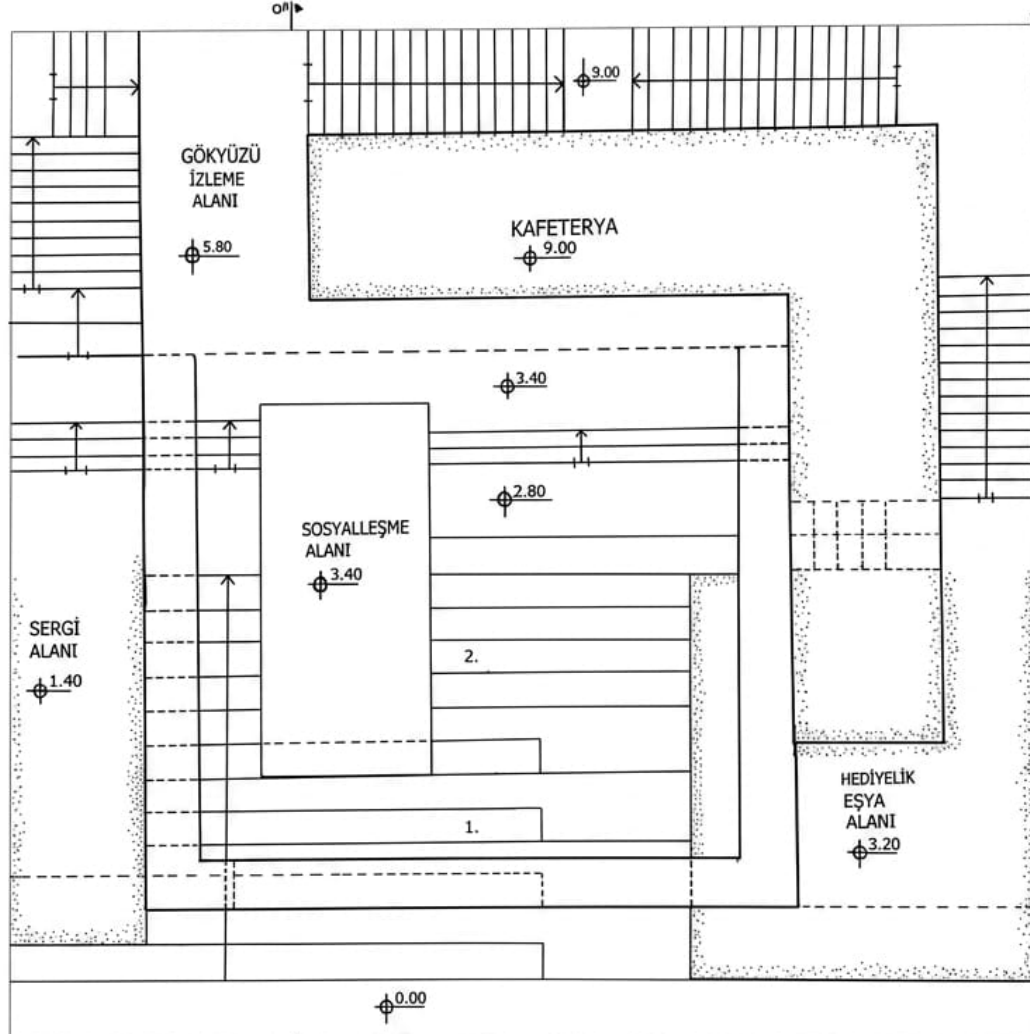 9.00
GÖKYÜZÜ
İZLEME
ALANI
5.80
KAFETERYA
9.00
3.40
2.80
SOSYALLEŞME
ALANI
3.40
SERGİ
ALANI
1.40
2.
1.
HEDİYELİK
EŞYA
ALANI
3.20
0.00